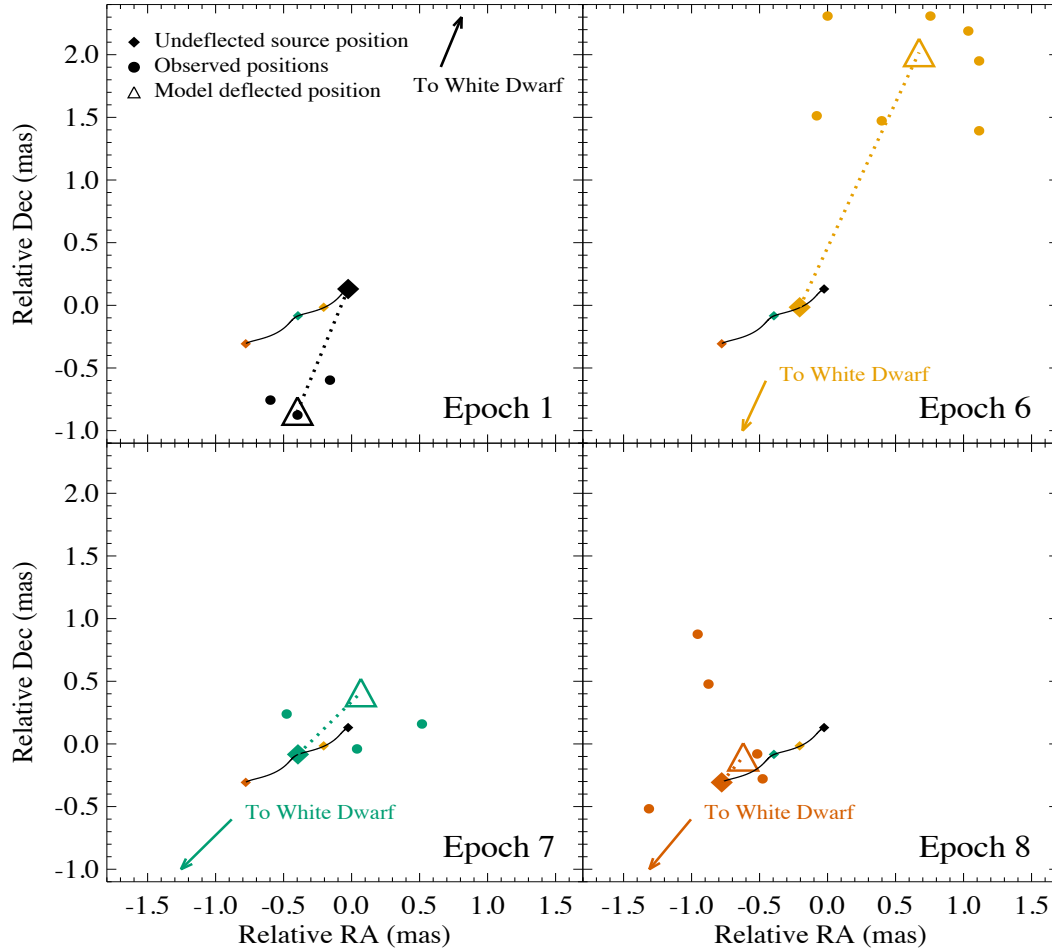 Undeflected source position
Observed positions
Model deflected position
To White Dwarf
Epoch 1
2.0
1.5
1.0
0.5
0.0
-0.5
-1.0
Relative Dec (mas)
To White Dwarf
Epoch 6
To White Dwarf
Epoch 7
2.0
1.5
1.0
0.5
0.0
-0.5
-1.0
Relative Dec (mas)
-1.5 -1.0 -0.5 0.0 0.5 1.0 1.5
Relative RA (mas)
To White Dwarf
Epoch 8
-1.5 -1.0 -0.5 0.0 0.5 1.0 1.5
Relative RA (mas)